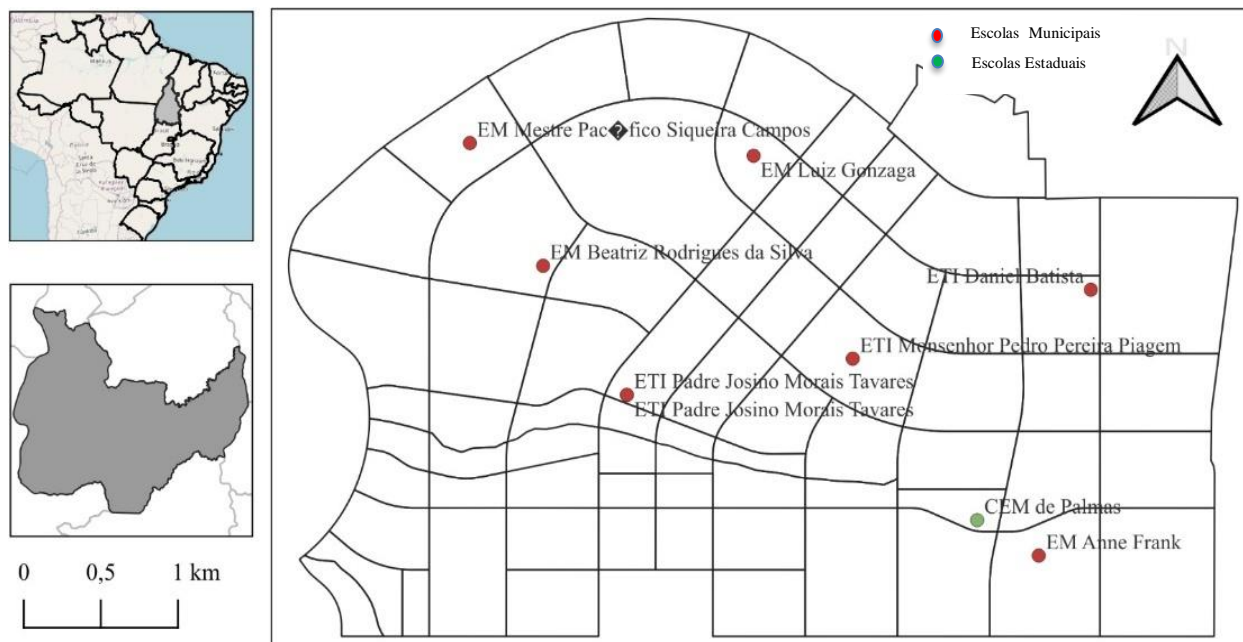 Escolas Municipais
Escolas Estaduais
N
EM Mestre Pac�fico Siqueira Campos
EM Luiz Gonzaga
EM Beatriz Rodrigues da Silva
ETI Daniel Batista
ETI Monsenhor Pedro Pereira Piagem
ETI Padre Josino Morais Tavares
ETI Padre Josino Morais Tavares
CEM de Palmas
EM Anne Frank
0 0,5 1 km